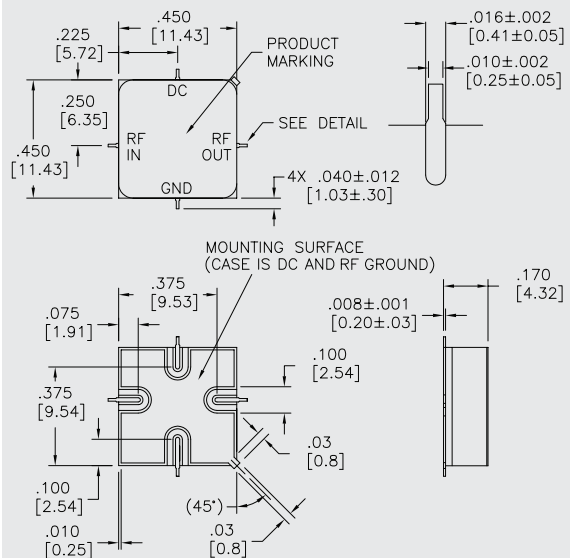 .450
[11.43]
.225
[5.72]
PRODUCT
MARKING
.016±.002
[0.41±0.05]
.010±.002
[0.25±0.05]
DC
.250
[6.35]
RF
IN
RF
OUT
SEE DETAIL
.450
[11.43]
GND
4X .040±.012
[1.03±.30]
MOUNTING SURFACE
(CASE IS DC AND RF GROUND)
.375
[9.53]
.075
[1.91]
.008±.001
[0.20±.03]
.170
[4.32]
.100
[2.54]
.375
[9.54]
.03
[0.8]
.100
[2.54]
(45°)
.010
[0.25]
.03
[0.8]